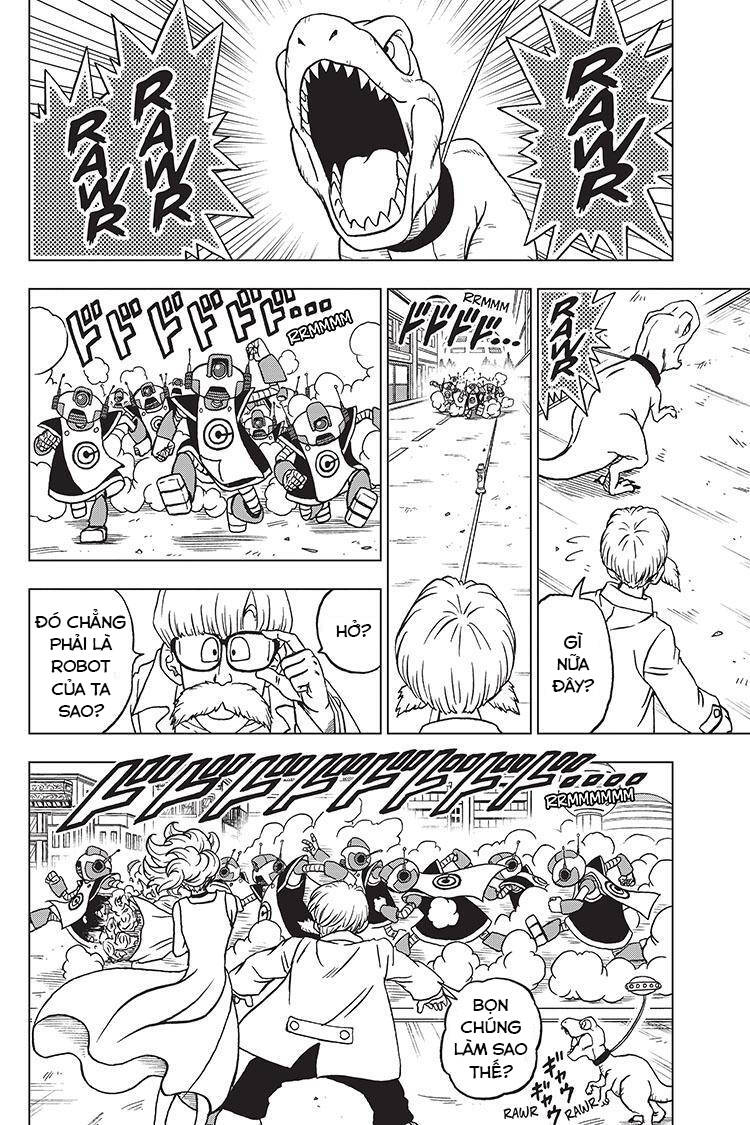 RAWR
RAWR
RAWR
RAWR
GÌ
NỮA
ĐÂY?
RRMMM
ドドドド...
ドドドドドド...
RRMMMM
HỞ?
ĐÓ CHẲNG
PHẢI LÀ
ROBOT
CỦA TA
SAO?
ドドドドドドドド....
RRMMMMMM
BỌN
CHÚNG
LÀM SAO
THẾ?
ギャウ
ギャウ
RAWR
RAWR